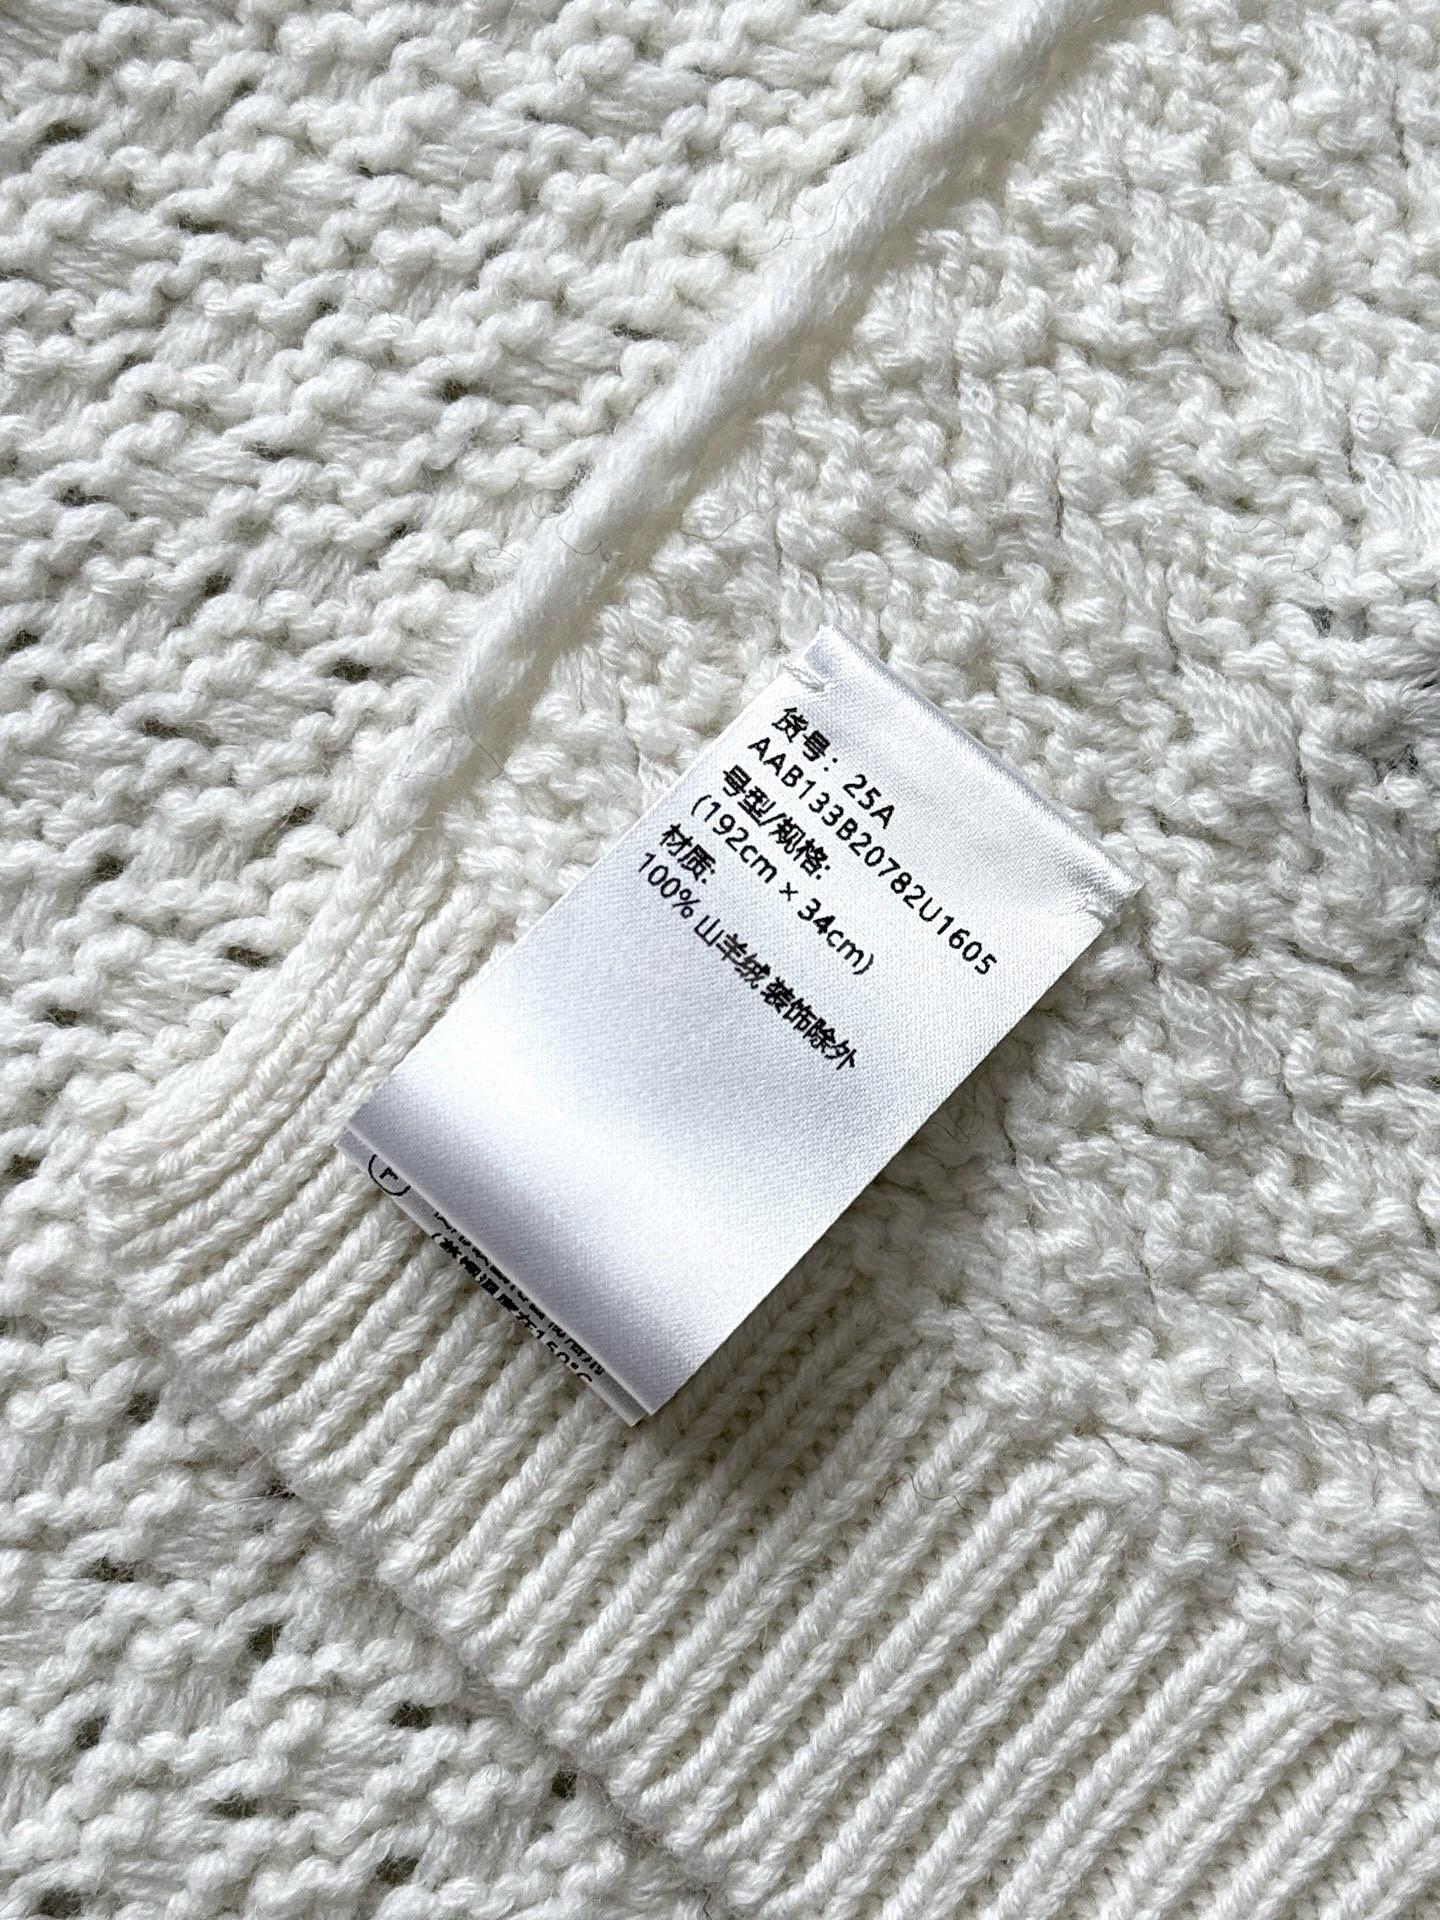 货号: 25A
AAB133B20782U1605
号型/规格:
(192cm × 34cm)
材质:
100% 山羊绒 装饰除外
P
150°C